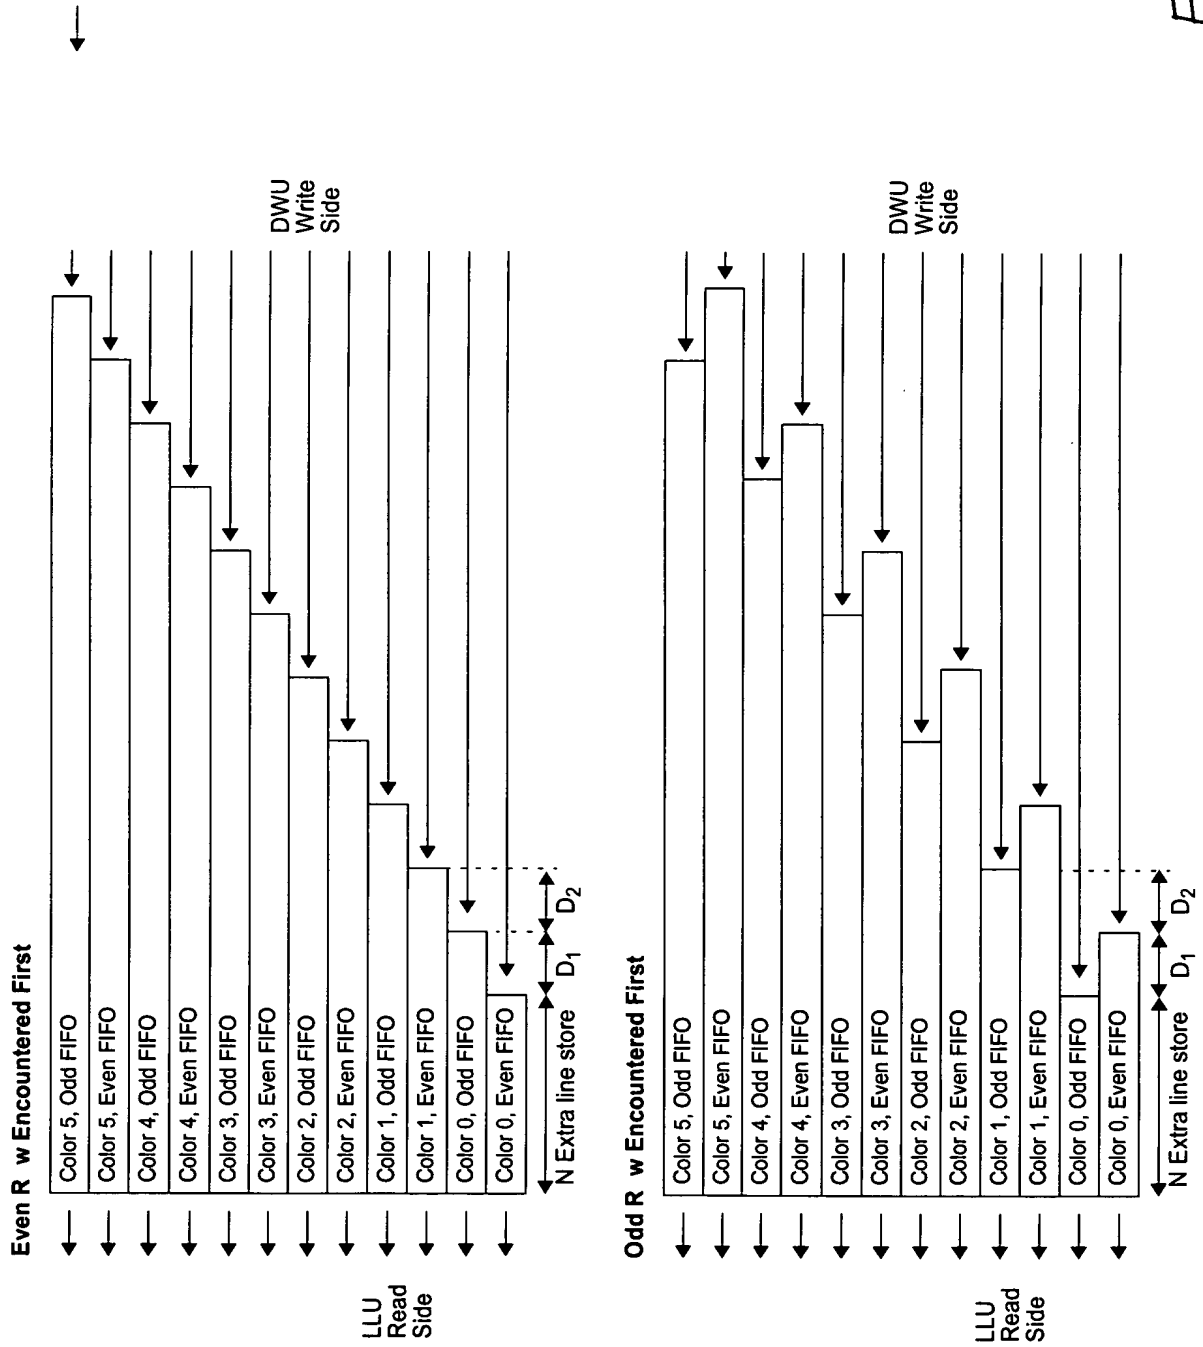 Even R w Encountered First
Color 5, Odd FIFO
Color 5, Even FIFO
Color 4, Odd FIFO
Color 4, Even FIFO
Color 3, Odd FIFO
Color 3, Even FIFO
Color 2, Odd FIFO
Color 2, Even FIFO
Color 1, Odd FIFO
Color 1, Even FIFO
Color 0, Odd FIFO
Color 0, Even FIFO
LLU
Read
Side
DWU
Write
Side
N Extra line store
D1
D2
Odd R w Encountered First
Color 5, Odd FIFO
Color 5, Even FIFO
Color 4, Odd FIFO
Color 4, Even FIFO
Color 3, Odd FIFO
Color 3, Even FIFO
Color 2, Odd FIFO
Color 2, Even FIFO
Color 1, Odd FIFO
Color 1, Even FIFO
Color 0, Odd FIFO
Color 0, Even FIFO
LLU
Read
Side
DWU
Write
Side
N Extra line store
D1
D2